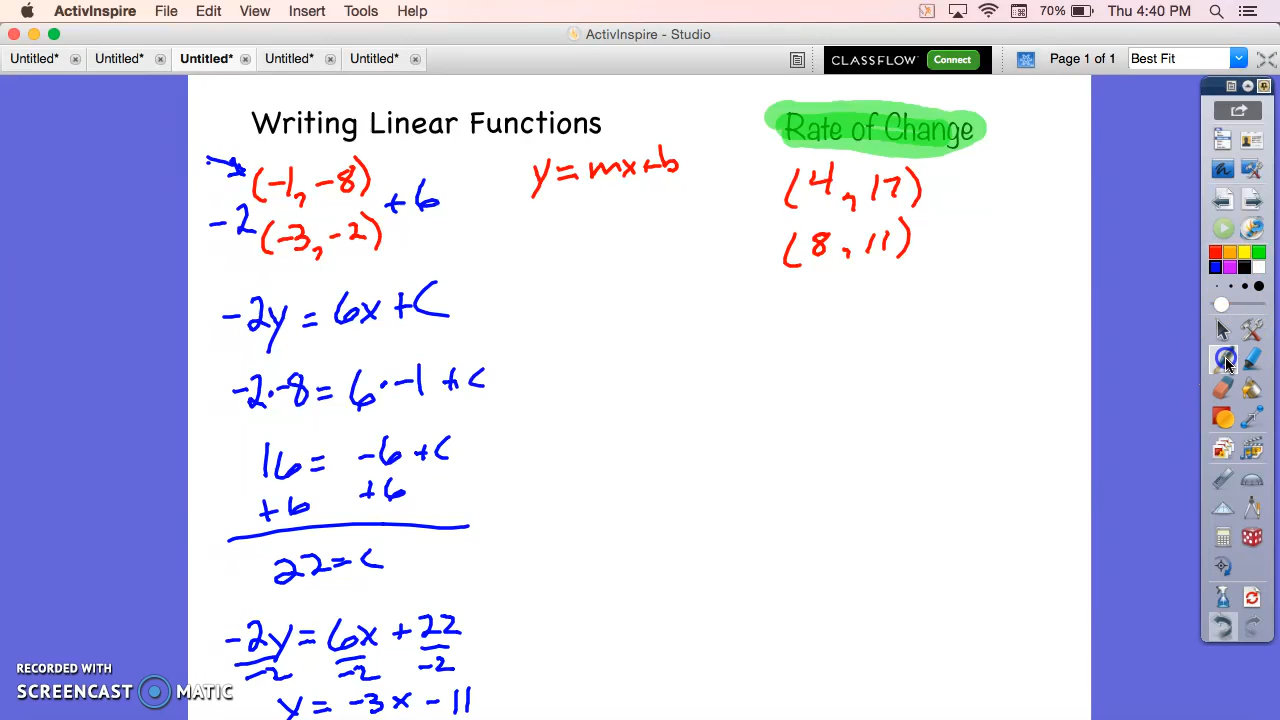 ActivInspire File Edit View Insert Tools Help 70% Thu 4:40 PM
ActivInspire - Studio
Untitled* Untitled* Untitled* Untitled* Untitled* CLASSFLOW Connect Page 1 of 1 Best Fit
Writing Linear Functions
(-1, -8)
-2 +6
(-3, -2)
-2y = 6x + C
-2·-8 = 6·-1 + C
16 = -6 + C
+6 +6
22 = C
-2y = 6x + 22
-2 -2 -2
y = -3x - 11
y = mx+b
Rate of Change
(4, 17)
(8, 11)
RECORDED WITH
SCREENCAST MATIC